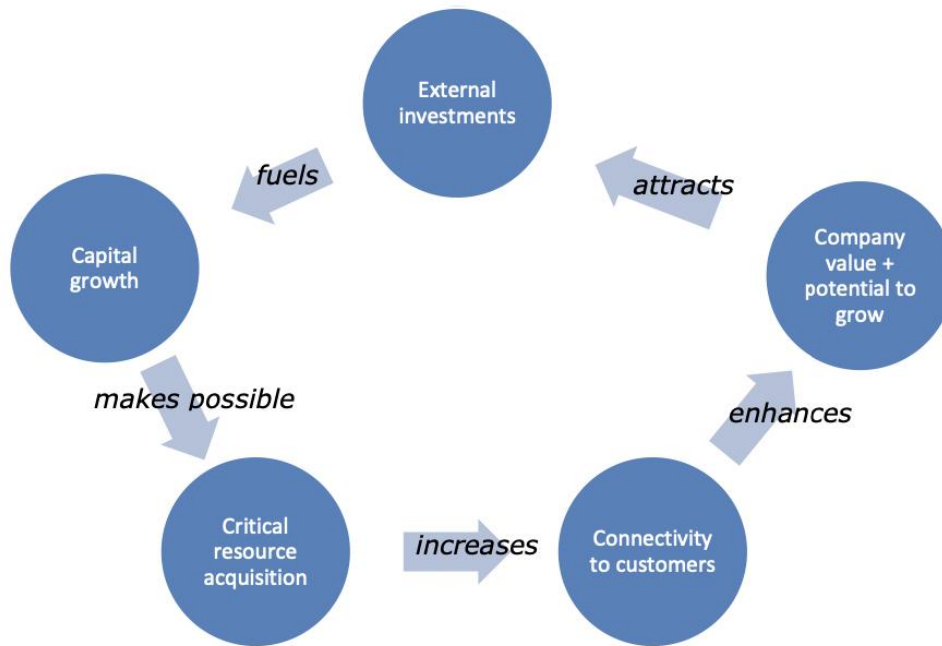 External
investments
fuels
attracts
Capital
growth
Company
value +
potential to
grow
makes possible
enhances
Critical
resource
acquisition
increases
Connectivity
to customers